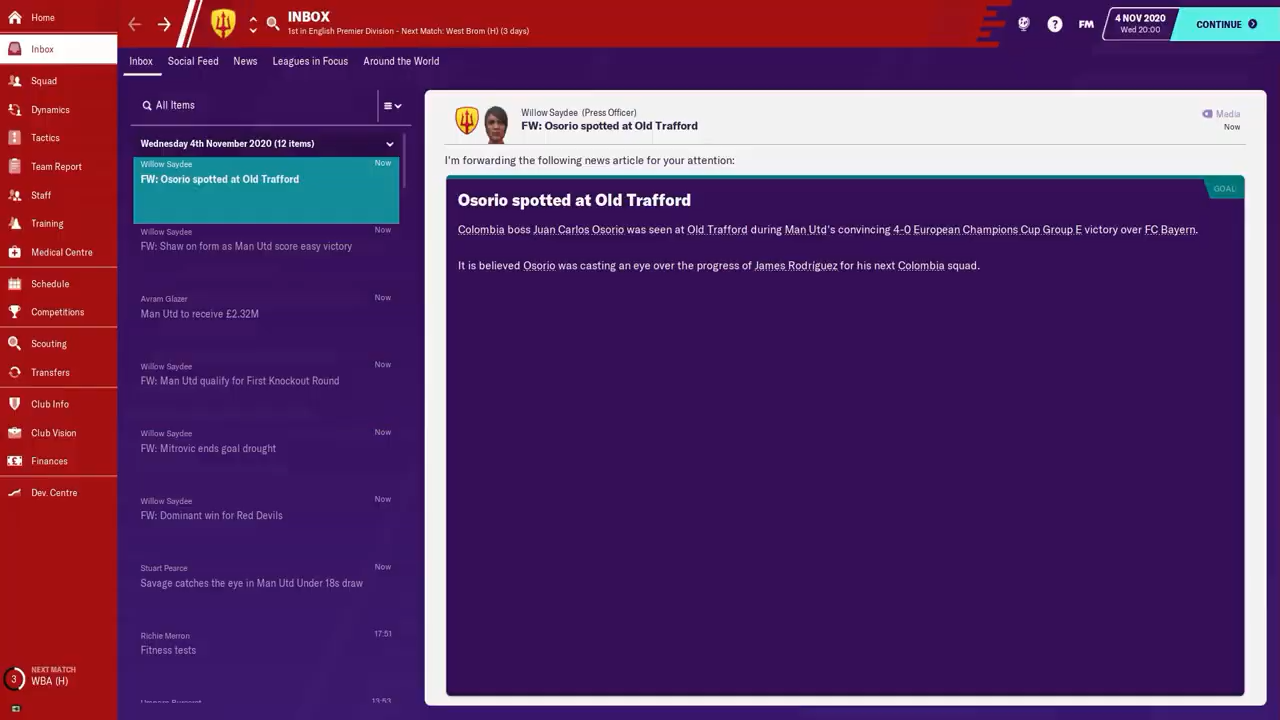 Home
Inbox
Squad
Dynamics
Tactics
Team Report
Staff
Training
Medical Centre
Schedule
Competitions
Scouting
Transfers
Club Info
Club Vision
Finances
Dev. Centre
3
NEXT MATCH
WBA (H)
INBOX
1st in English Premier Division - Next Match: West Brom (H) (3 days)
?
FM
4 NOV 2020
Wed 20:00
CONTINUE
Inbox
Social Feed
News
Leagues in Focus
Around the World
All Items
Wednesday 4th November 2020 (12 items)
Willow Saydee Now
FW: Osorio spotted at Old Trafford
Willow Saydee Now
FW: Shaw on form as Man Utd score easy victory
Avram Glazer Now
Man Utd to receive £2.32M
Willow Saydee Now
FW: Man Utd qualify for First Knockout Round
Willow Saydee Now
FW: Mitrovic ends goal drought
Willow Saydee Now
FW: Dominant win for Red Devils
Stuart Pearce Now
Savage catches the eye in Man Utd Under 18s draw
Richie Merron 17:51
Fitness tests
Willow Saydee (Press Officer)
FW: Osorio spotted at Old Trafford
Media
Now
I'm forwarding the following news article for your attention:
GOAL
Osorio spotted at Old Trafford
Colombia boss Juan Carlos Osorio was seen at Old Trafford during Man Utd's convincing 4-0 European Champions Cup Group E victory over FC Bayern.
It is believed Osorio was casting an eye over the progress of James Rodríguez for his next Colombia squad.